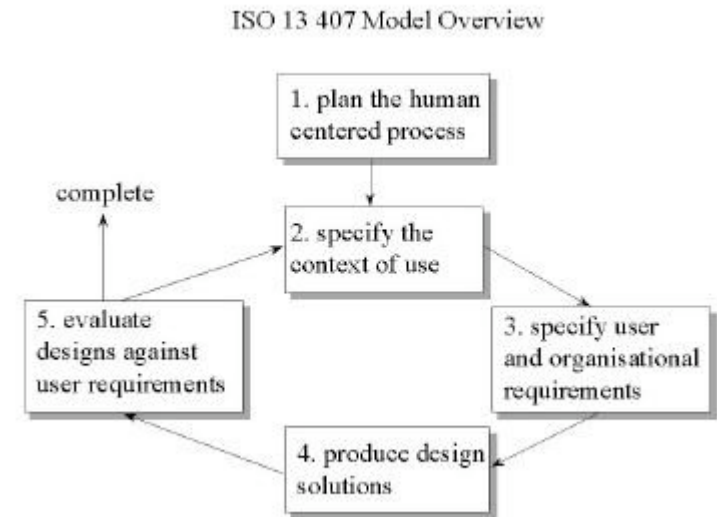 ISO 13 407 Model Overview
1. plan the human
centered process
complete
2. specify the
context of use
5. evaluate
designs against
user requirements
3. specify user
and organisational
requirements
4. produce design
solutions